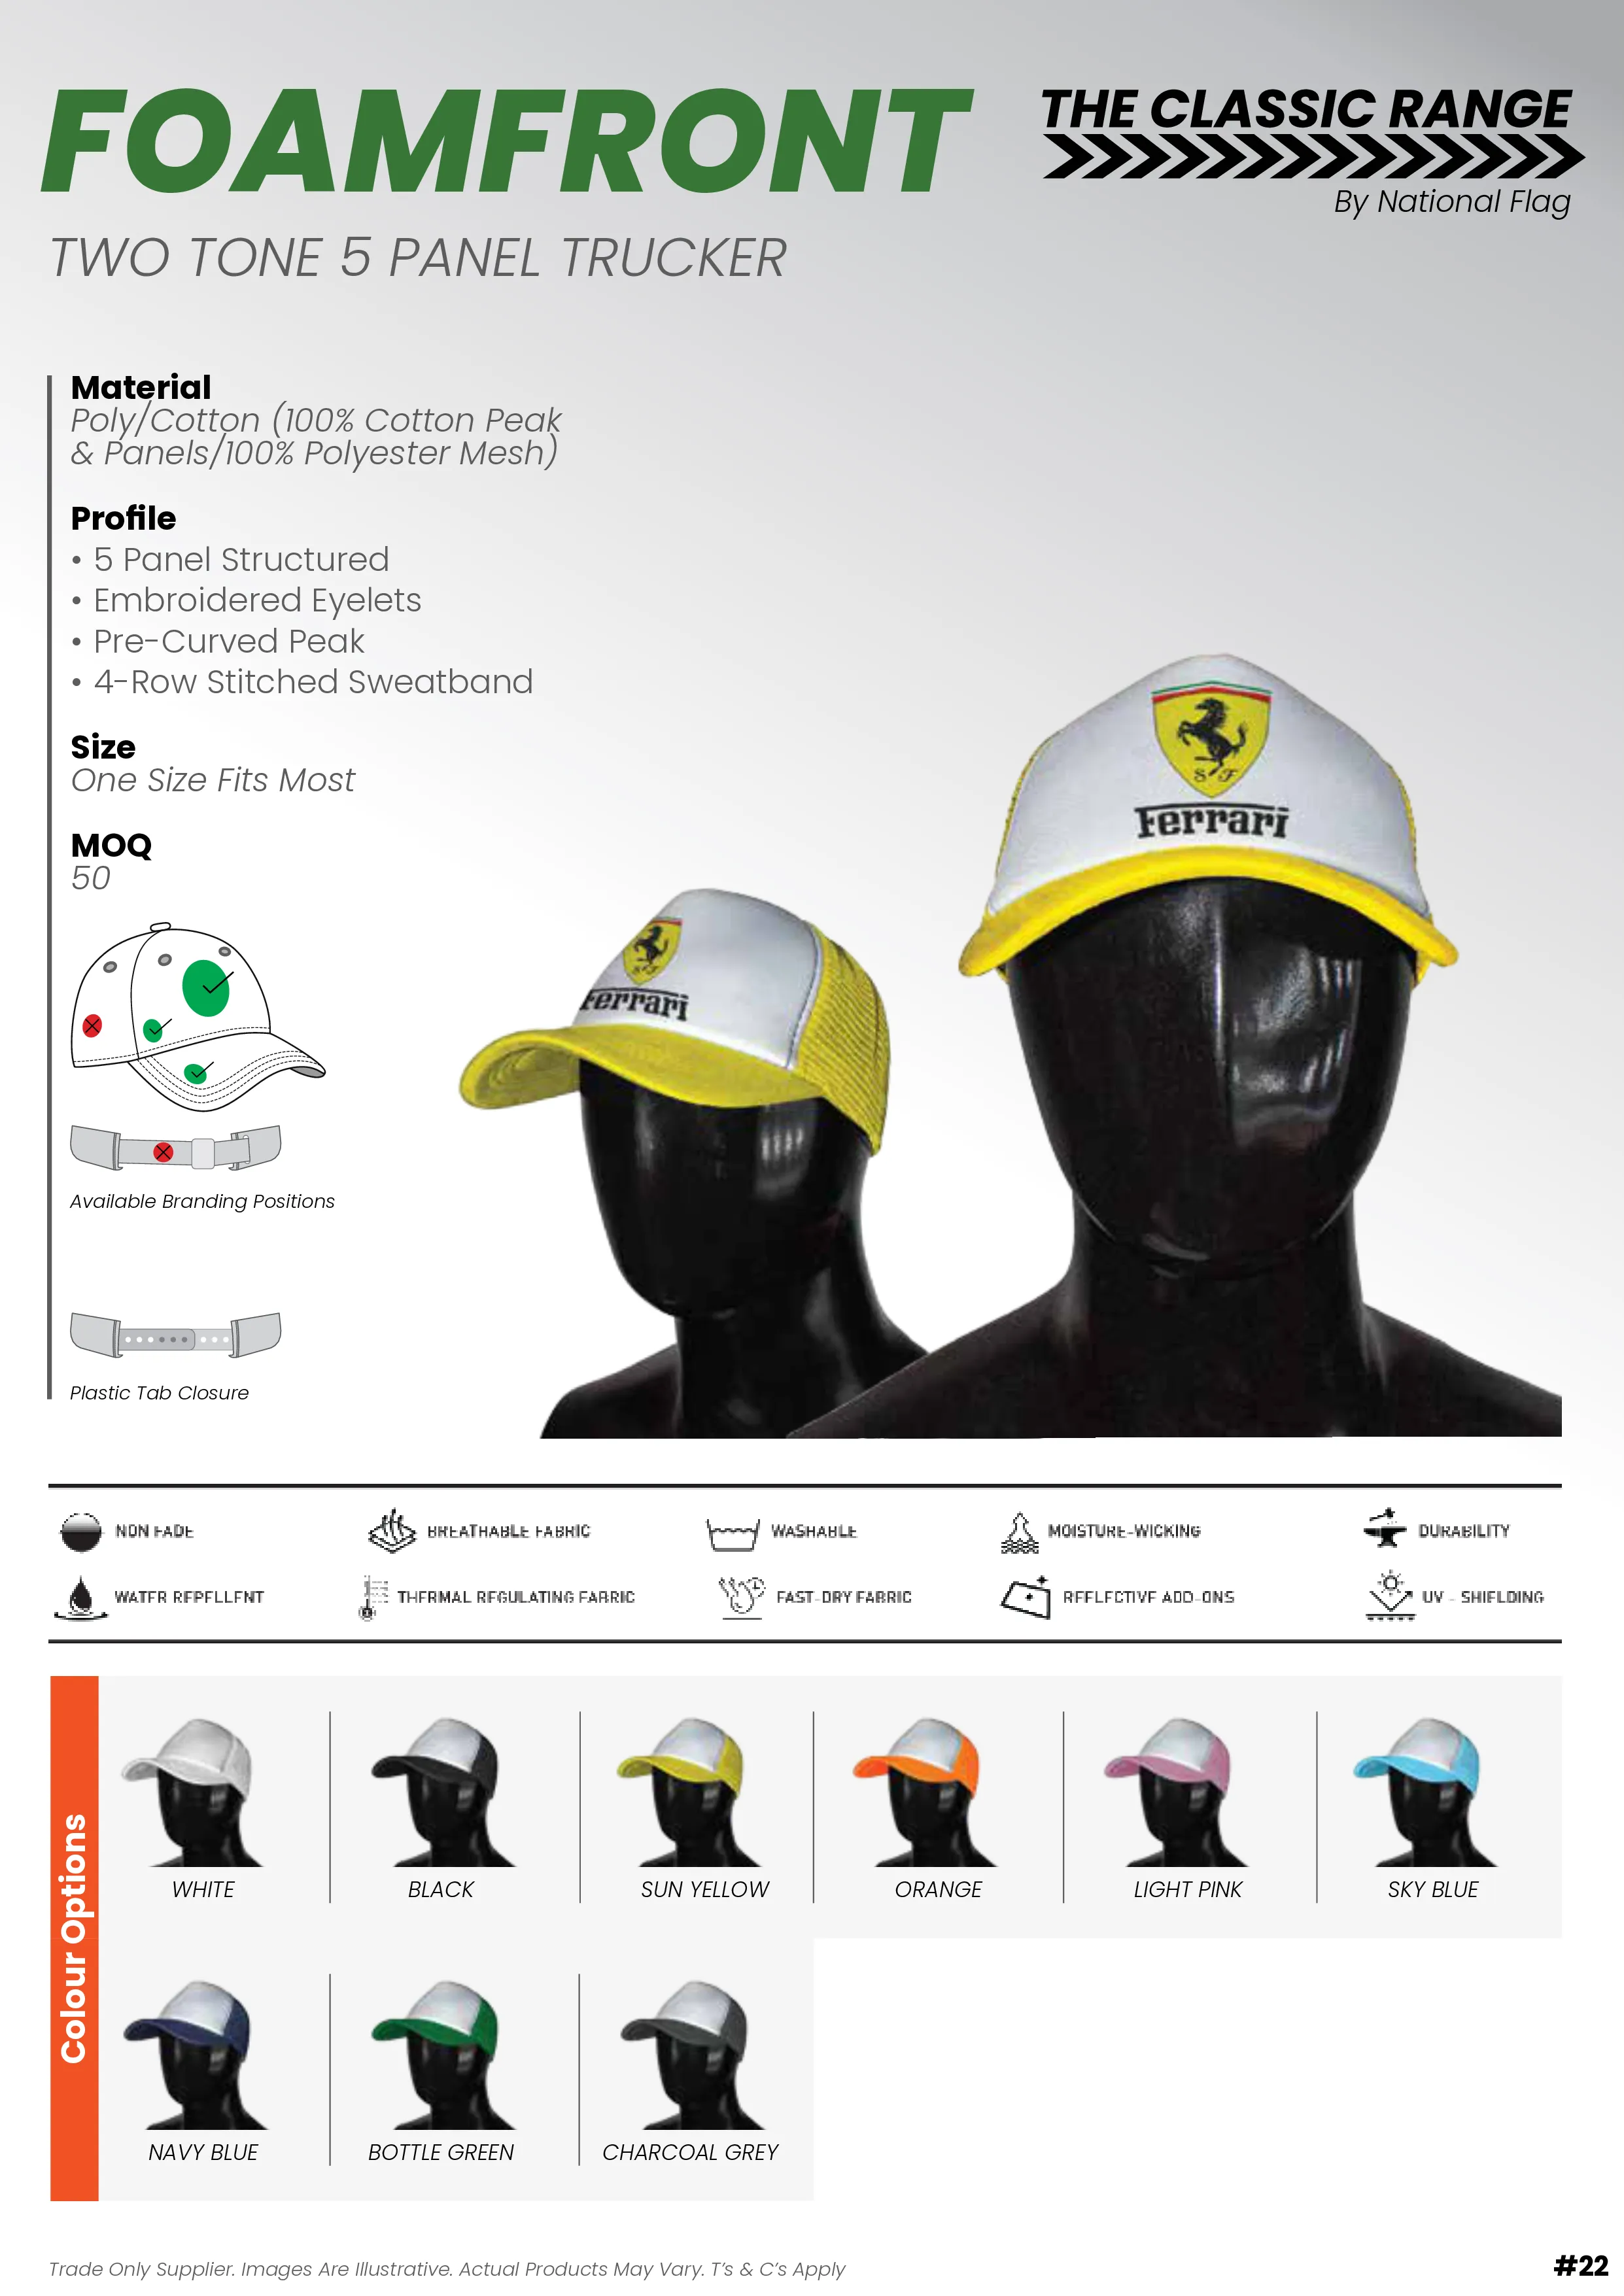 FOAMFRONT
TWO TONE 5 PANEL TRUCKER
THE CLASSIC RANGE
By National Flag
Material
Poly/Cotton (100% Cotton Peak
& Panels/100% Polyester Mesh)
Profile
• 5 Panel Structured
• Embroidered Eyelets
• Pre-Curved Peak
• 4-Row Stitched Sweatband
Size
One Size Fits Most
MOQ
50
Available Branding Positions
Plastic Tab Closure
S F
Ferrari
S F
Ferrari
NON FADE
BREATHABLE FABRIC
WASHABLE
MOISTURE-WICKING
DURABILITY
WATER REPELLENT
THERMAL REGULATING FABRIC
FAST-DRY FABRIC
REFLECTIVE ADD-ONS
UV - SHIELDING
Colour Options
WHITE
BLACK
SUN YELLOW
ORANGE
LIGHT PINK
SKY BLUE
NAVY BLUE
BOTTLE GREEN
CHARCOAL GREY
Trade Only Supplier. Images Are Illustrative. Actual Products May Vary. T's & C's Apply
#22